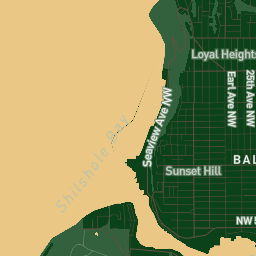 Loyal Heights
25th Ave NW
Earl Ave NW
Seaview Ave NW
Shilshole Bay
BAL
Sunset Hill
NW 5